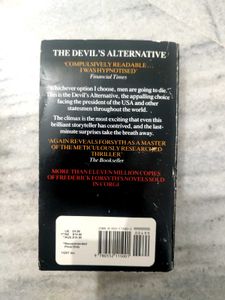 THE DEVIL'S ALTERNATIVE
'COMPULSIVELY READABLE...
I WAS HYPNOTISED'
Financial Times
Whichever option I choose, men are going to die.
This is the Devil's Alternative, the appalling choice
facing the president of the USA and other
statesmen throughout the world.
The climax is the most exciting that even this
brilliant storyteller has contrived, and the last-
minute surprises take the breath away.
'AGAIN REVEALS FORSYTH AS A MASTER
OF THE METICULOUSLY RESEARCHED
THRILLER'
The Bookseller
MORE THAN ELEVEN MILLION COPIES
OF FREDERICK FORSYTH'S NOVELS SOLD
IN CORGI